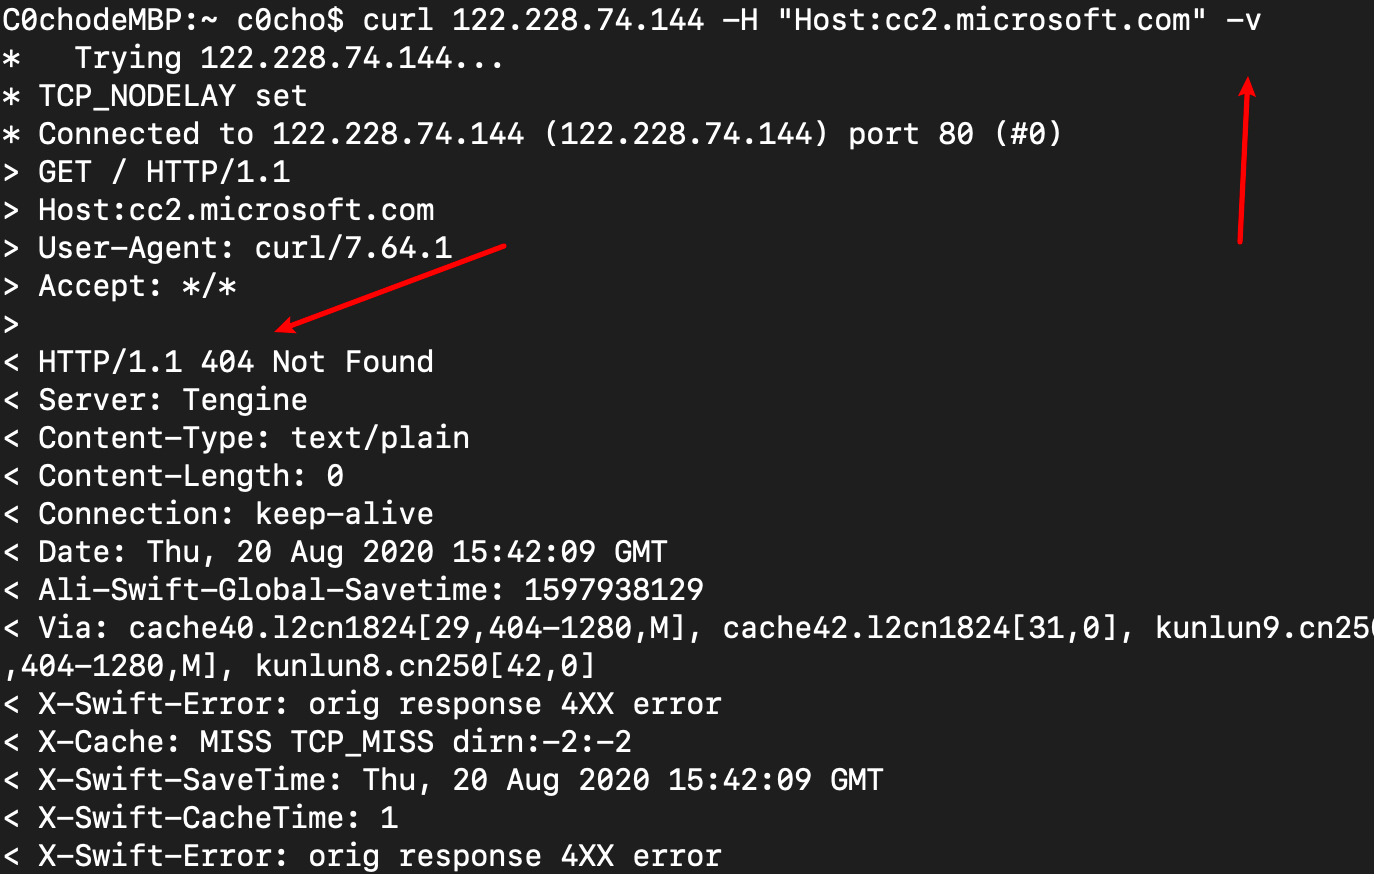 C0chodeMBP:~ c0cho$ curl 122.228.74.144 -H "Host:cc2.microsoft.com" -v
*   Trying 122.228.74.144...
* TCP_NODELAY set
* Connected to 122.228.74.144 (122.228.74.144) port 80 (#0)
> GET / HTTP/1.1
> Host:cc2.microsoft.com
> User-Agent: curl/7.64.1
> Accept: */*
>
< HTTP/1.1 404 Not Found
< Server: Tengine
< Content-Type: text/plain
< Content-Length: 0
< Connection: keep-alive
< Date: Thu, 20 Aug 2020 15:42:09 GMT
< Ali-Swift-Global-Savetime: 1597938129
< Via: cache40.l2cn1824[29,404-1280,M], cache42.l2cn1824[31,0], kunlun9.cn250
,404-1280,M], kunlun8.cn250[42,0]
< X-Swift-Error: orig response 4XX error
< X-Cache: MISS TCP_MISS dirn:-2:-2
< X-Swift-SaveTime: Thu, 20 Aug 2020 15:42:09 GMT
< X-Swift-CacheTime: 1
< X-Swift-Error: orig response 4XX error